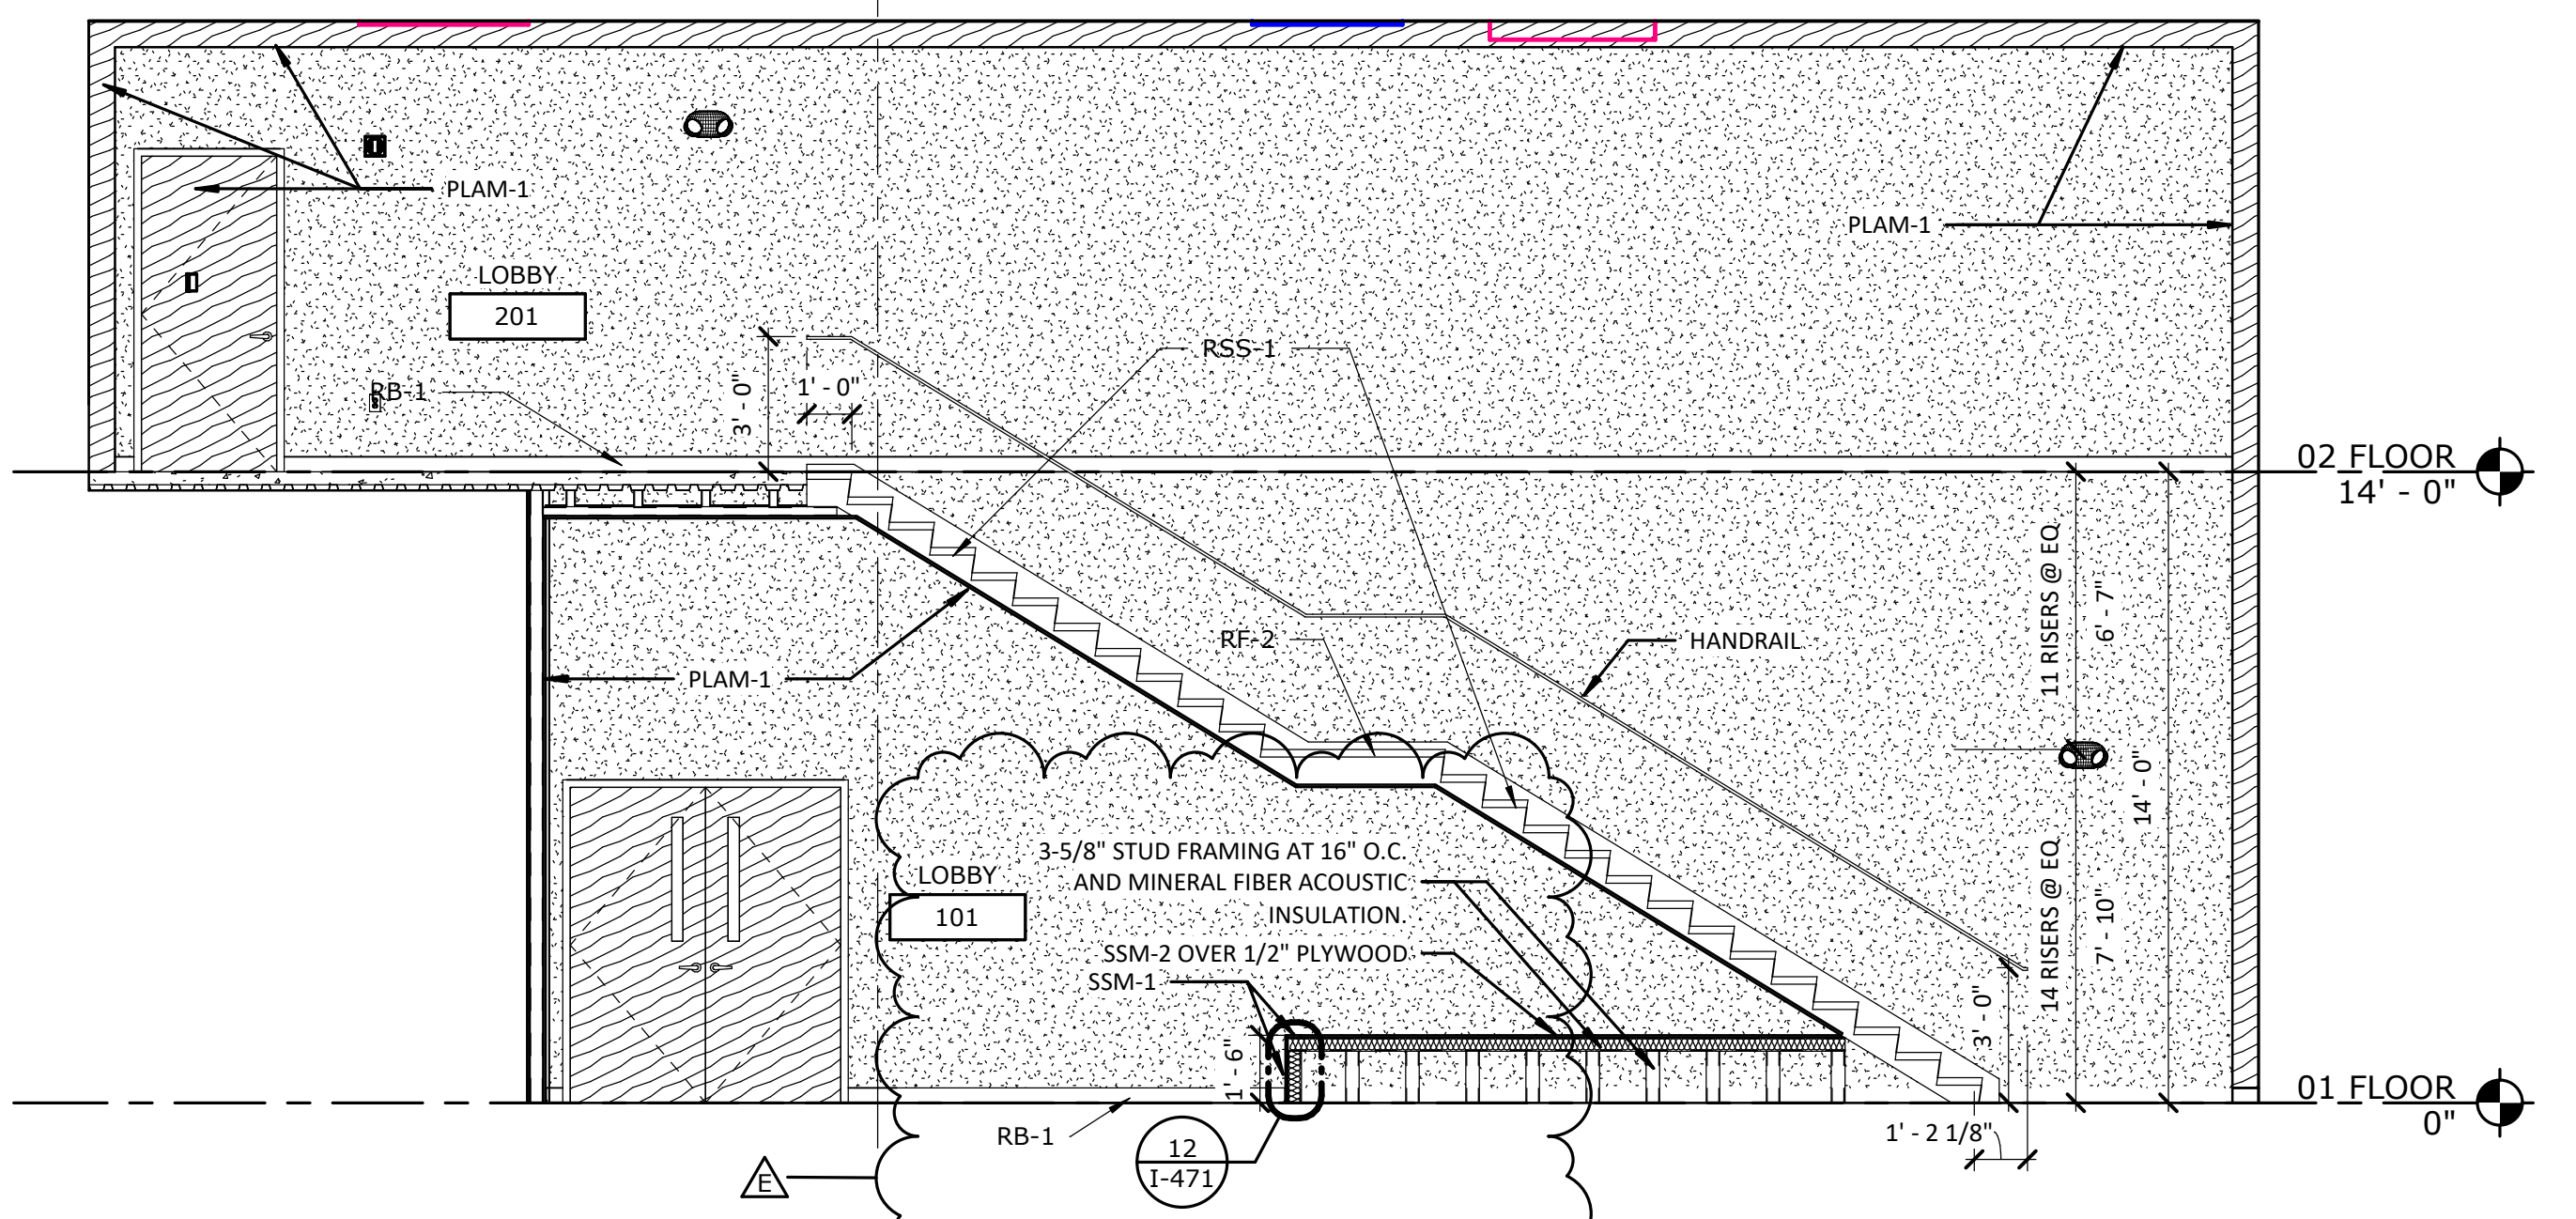 PLAM-1
PLAM-1
LOBBY
201
RSS-1
RB-1
3' - 0"
1' - 0"
02 FLOOR
14' - 0"
11 RISERS @ EQ
6' - 7"
14' - 0"
RF-2
HANDRAIL
PLAM-1
3-5/8" STUD FRAMING AT 16" O.C.
AND MINERAL FIBER ACOUSTIC
INSULATION.
LOBBY
101
SSM-2 OVER 1/2" PLYWOOD
SSM-1
14 RISERS @ EQ
7' - 10"
3' - 0"
1' - 6"
01 FLOOR
0"
RB-1
12
I-471
1' - 2 1/8"
E